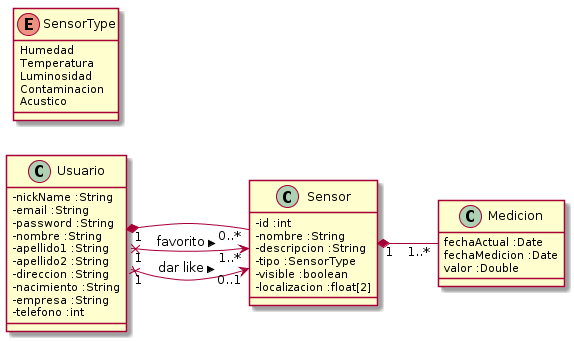 E SensorType
Humedad
Temperatura
Luminosidad
Contaminacion
Acustico
C Usuario
-nickName :String
-email :String
-password :String
-nombre :String
-apellido1 :String
-apellido2 :String
-direccion :String
-nacimiento :String
-empresa :String
-telefono :int
1 0..*
favorito
1 1..*
dar like
1 0..1
C Sensor
-id :int
-nombre :String
-descripcion :String
-tipo :SensorType
-visible :boolean
-localizacion :float[2]
1 1..*
C Medicion
fechaActual :Date
fechaMedicion :Date
valor :Double